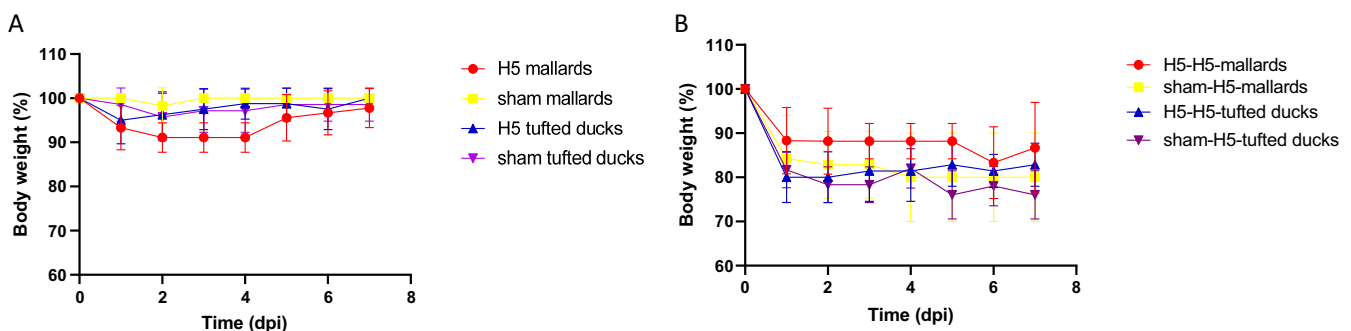 A
Body weight (%)
110
100
90
80
70
60
0
2
4
6
8
Time (dpi)
H5 mallards
sham mallards
H5 tufted ducks
sham tufted ducks
B
Body weight (%)
110
100
90
80
70
60
0
2
4
6
8
Time (dpi)
H5-H5-mallards
sham-H5-mallards
H5-H5-tufted ducks
sham-H5-tufted ducks